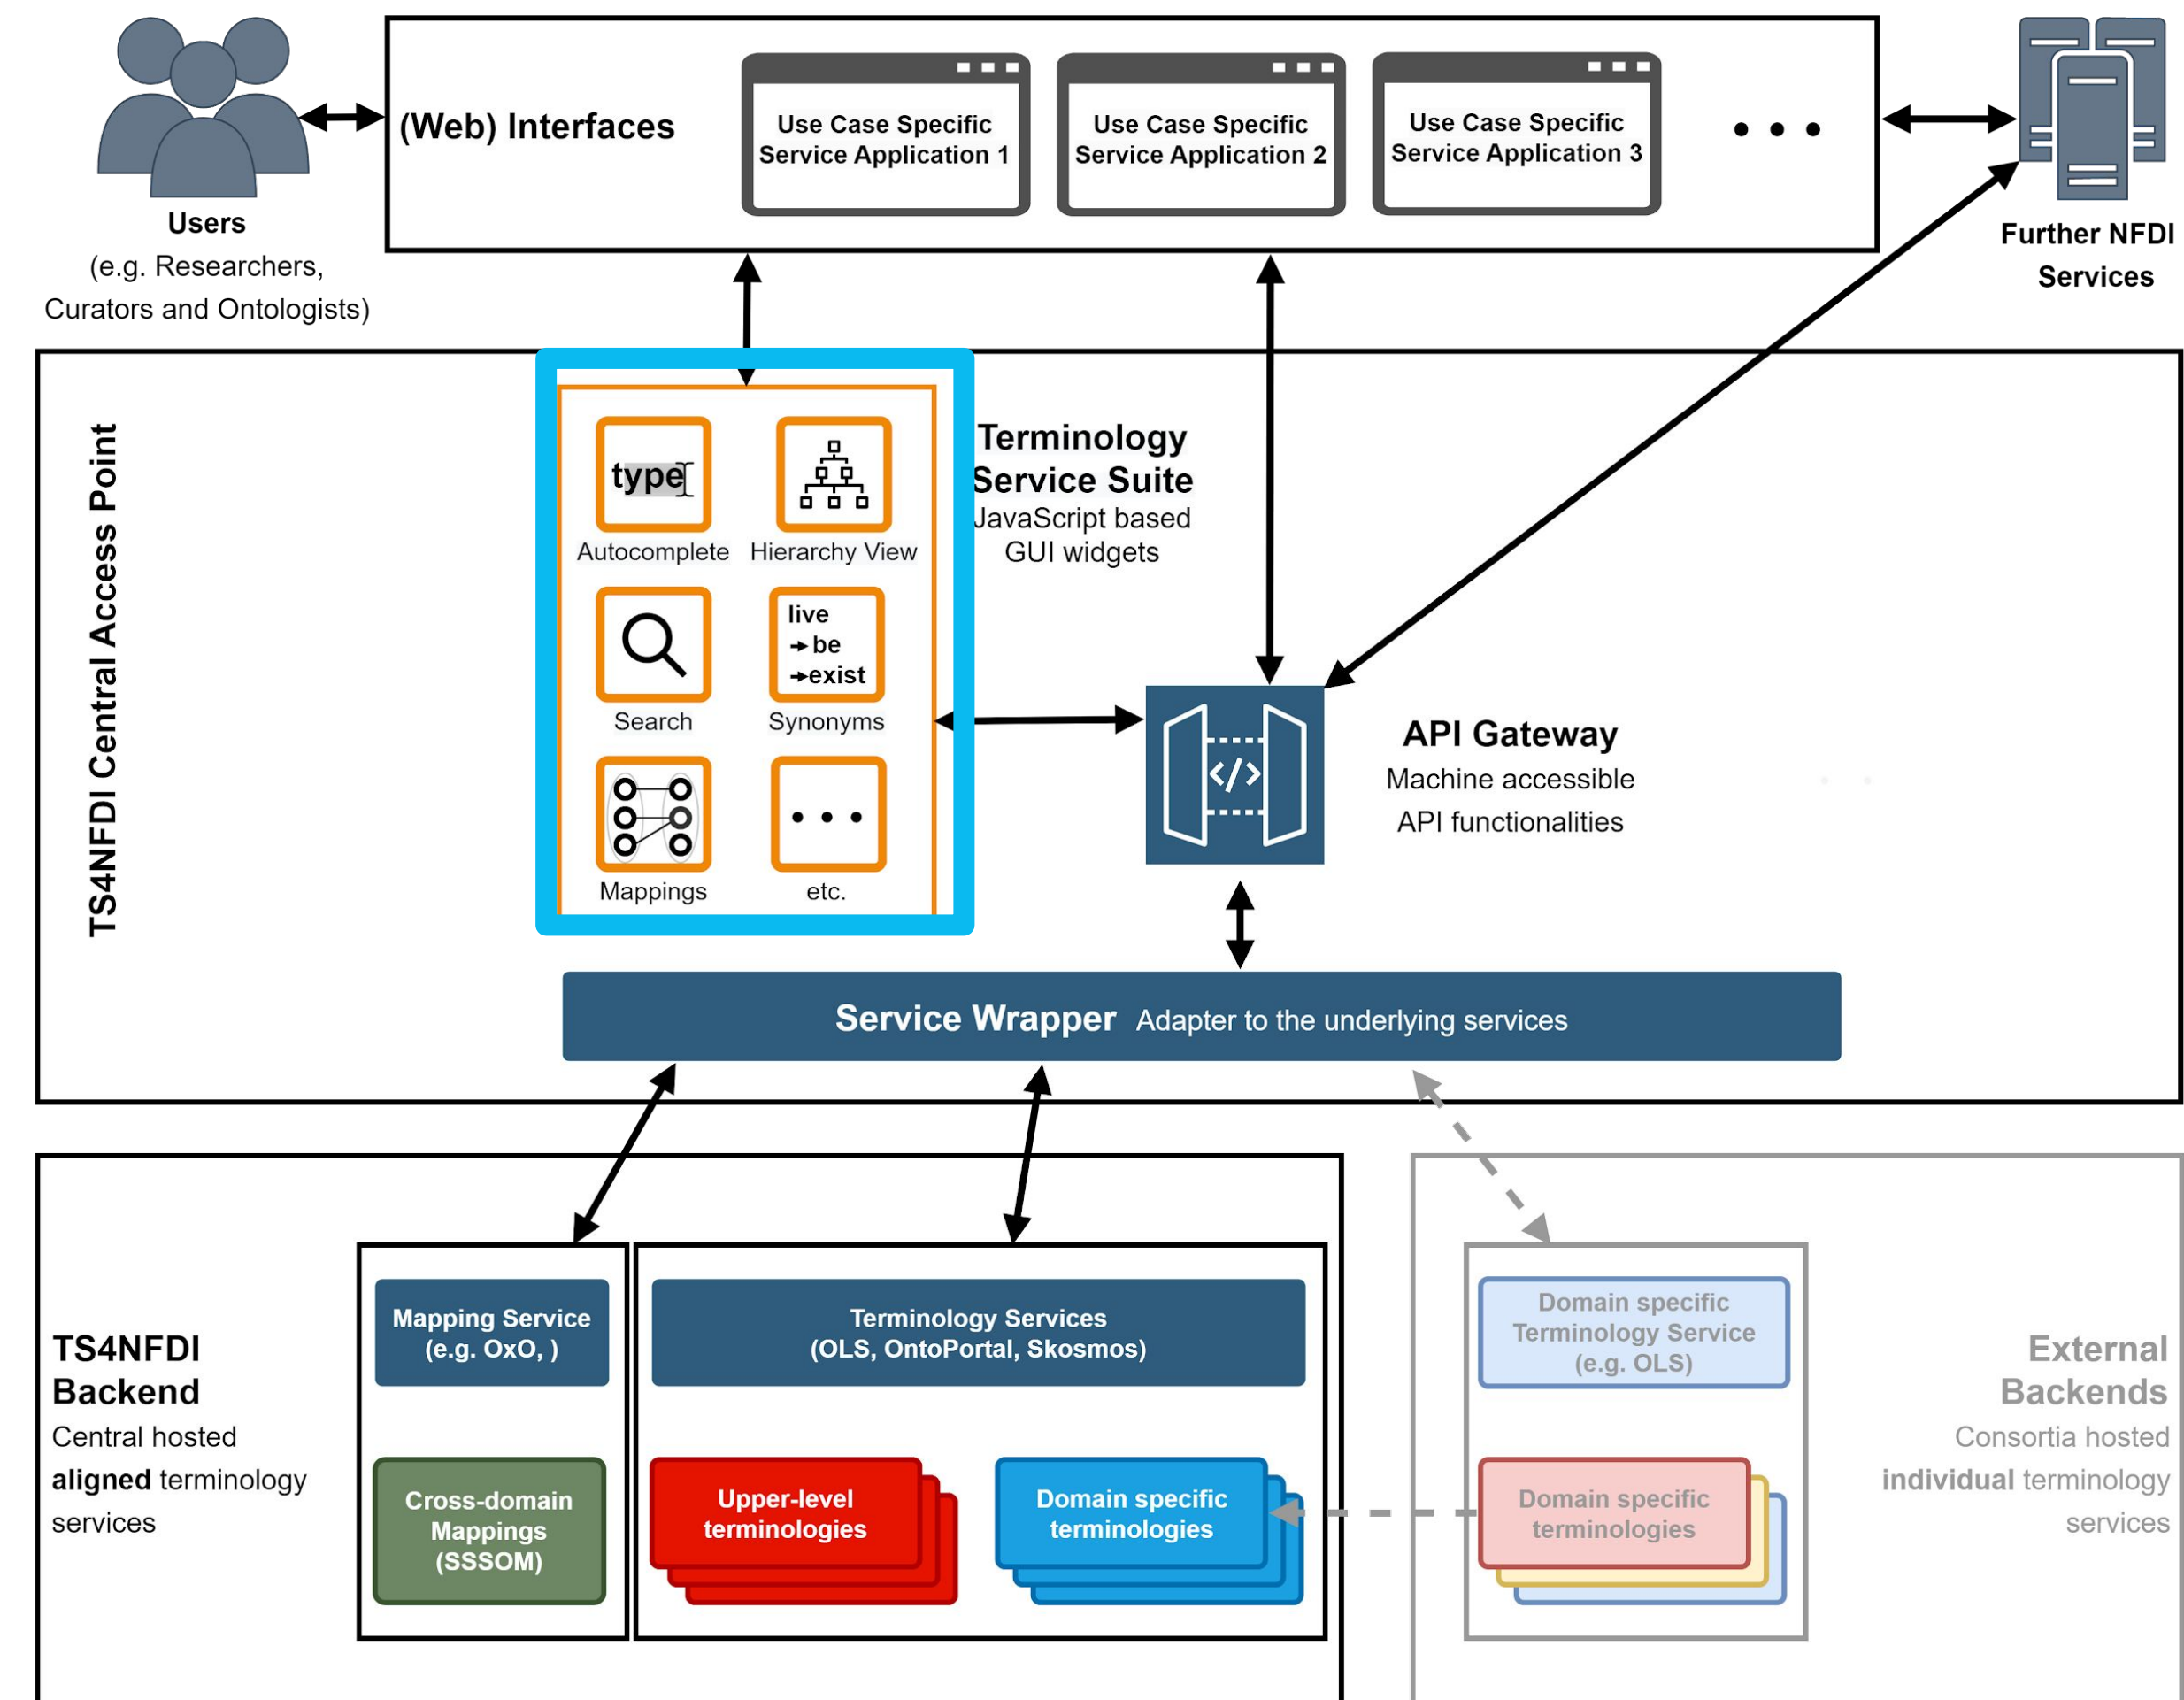 (Web) Interfaces
Use Case Specific
Service Application 1
Use Case Specific
Service Application 2
Use Case Specific
Service Application 3
Users
(e.g. Researchers,
Curators and Ontologists)
Further NFDI
Services
TS4NFDI Central Access Point
type
Autocomplete
Hierarchy View
Search
live
be
exist
Synonyms
Mappings
etc.
Terminology
Service Suite
JavaScript based
GUI widgets
API Gateway
Machine accessible
API functionalities
</>
Service Wrapper Adapter to the underlying services
TS4NFDI
Backend
Central hosted
aligned terminology
services
Mapping Service
(e.g. OxO, )
Cross-domain
Mappings
(SSSOM)
Terminology Services
(OLS, OntoPortal, Skosmos)
Upper-level
terminologies
Domain specific
terminologies
Domain specific
Terminology Service
(e.g. OLS)
Domain specific
terminologies
External
Backends
Consortia hosted
individual terminology
services